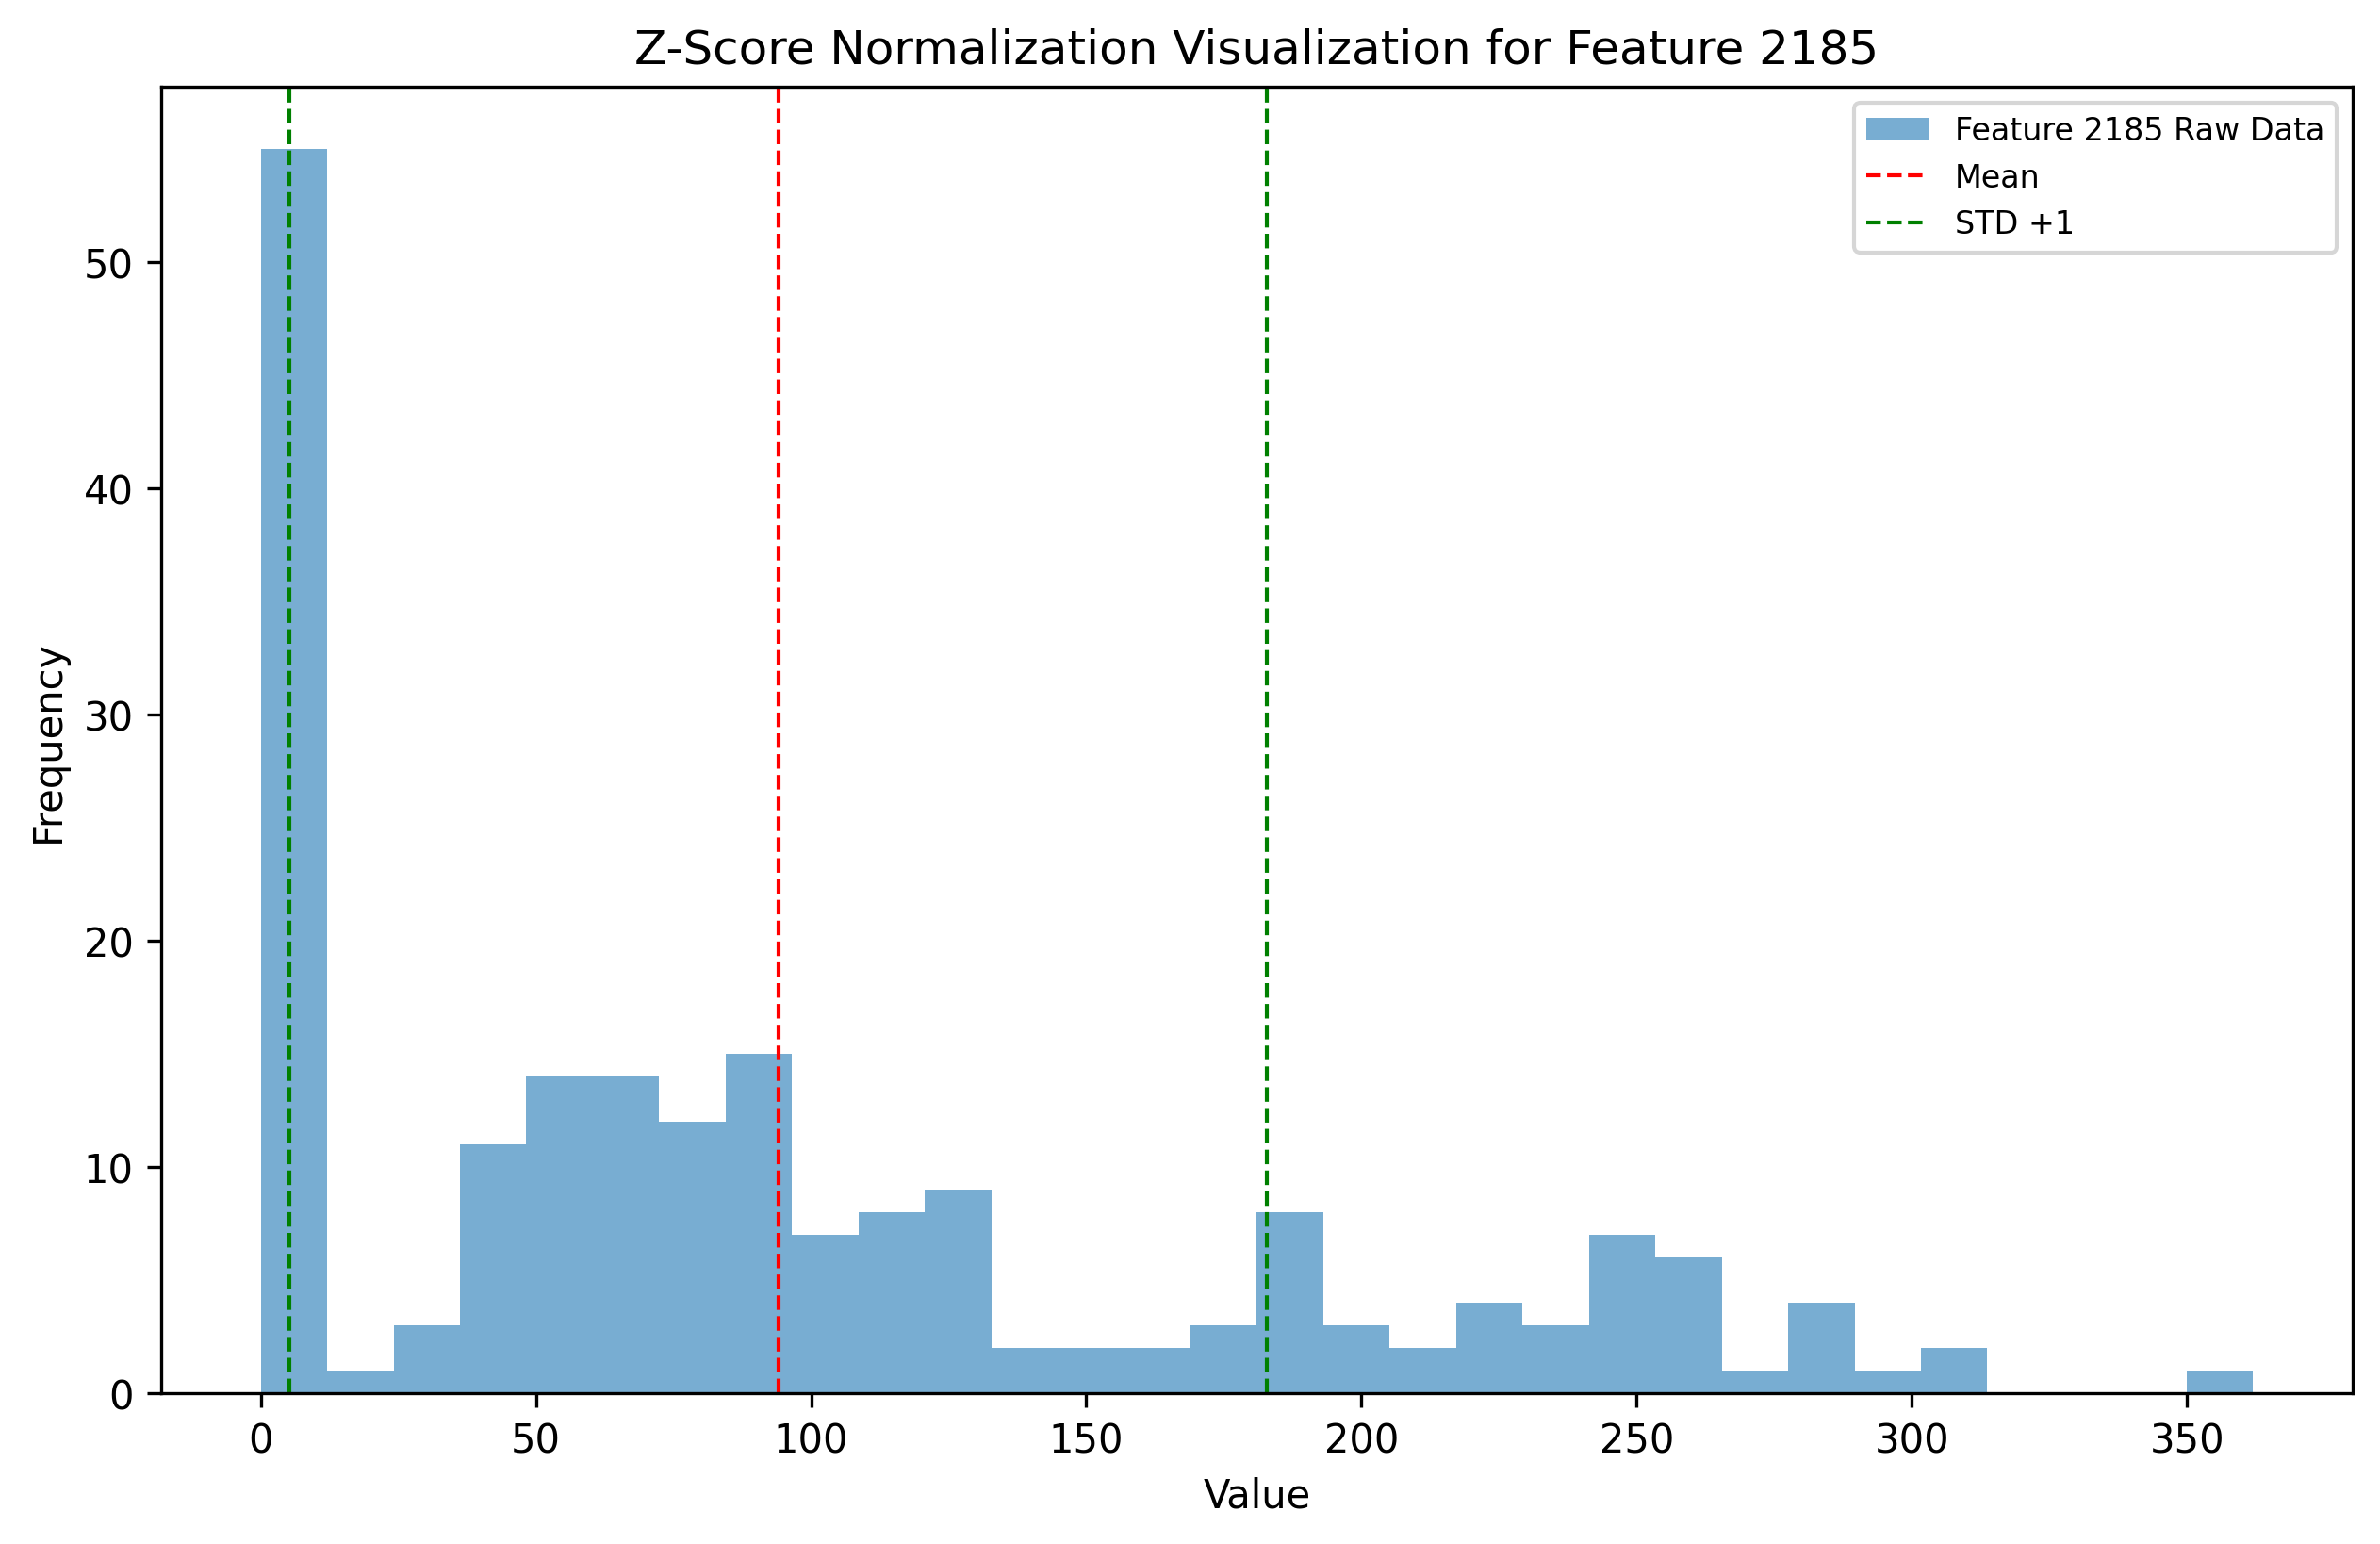 Z-Score Normalization Visualization for Feature 2185
Feature 2185 Raw Data
Mean
STD +1
Frequency
50
40
30
20
10
0
0 50 100 150 200 250 300 350
Value